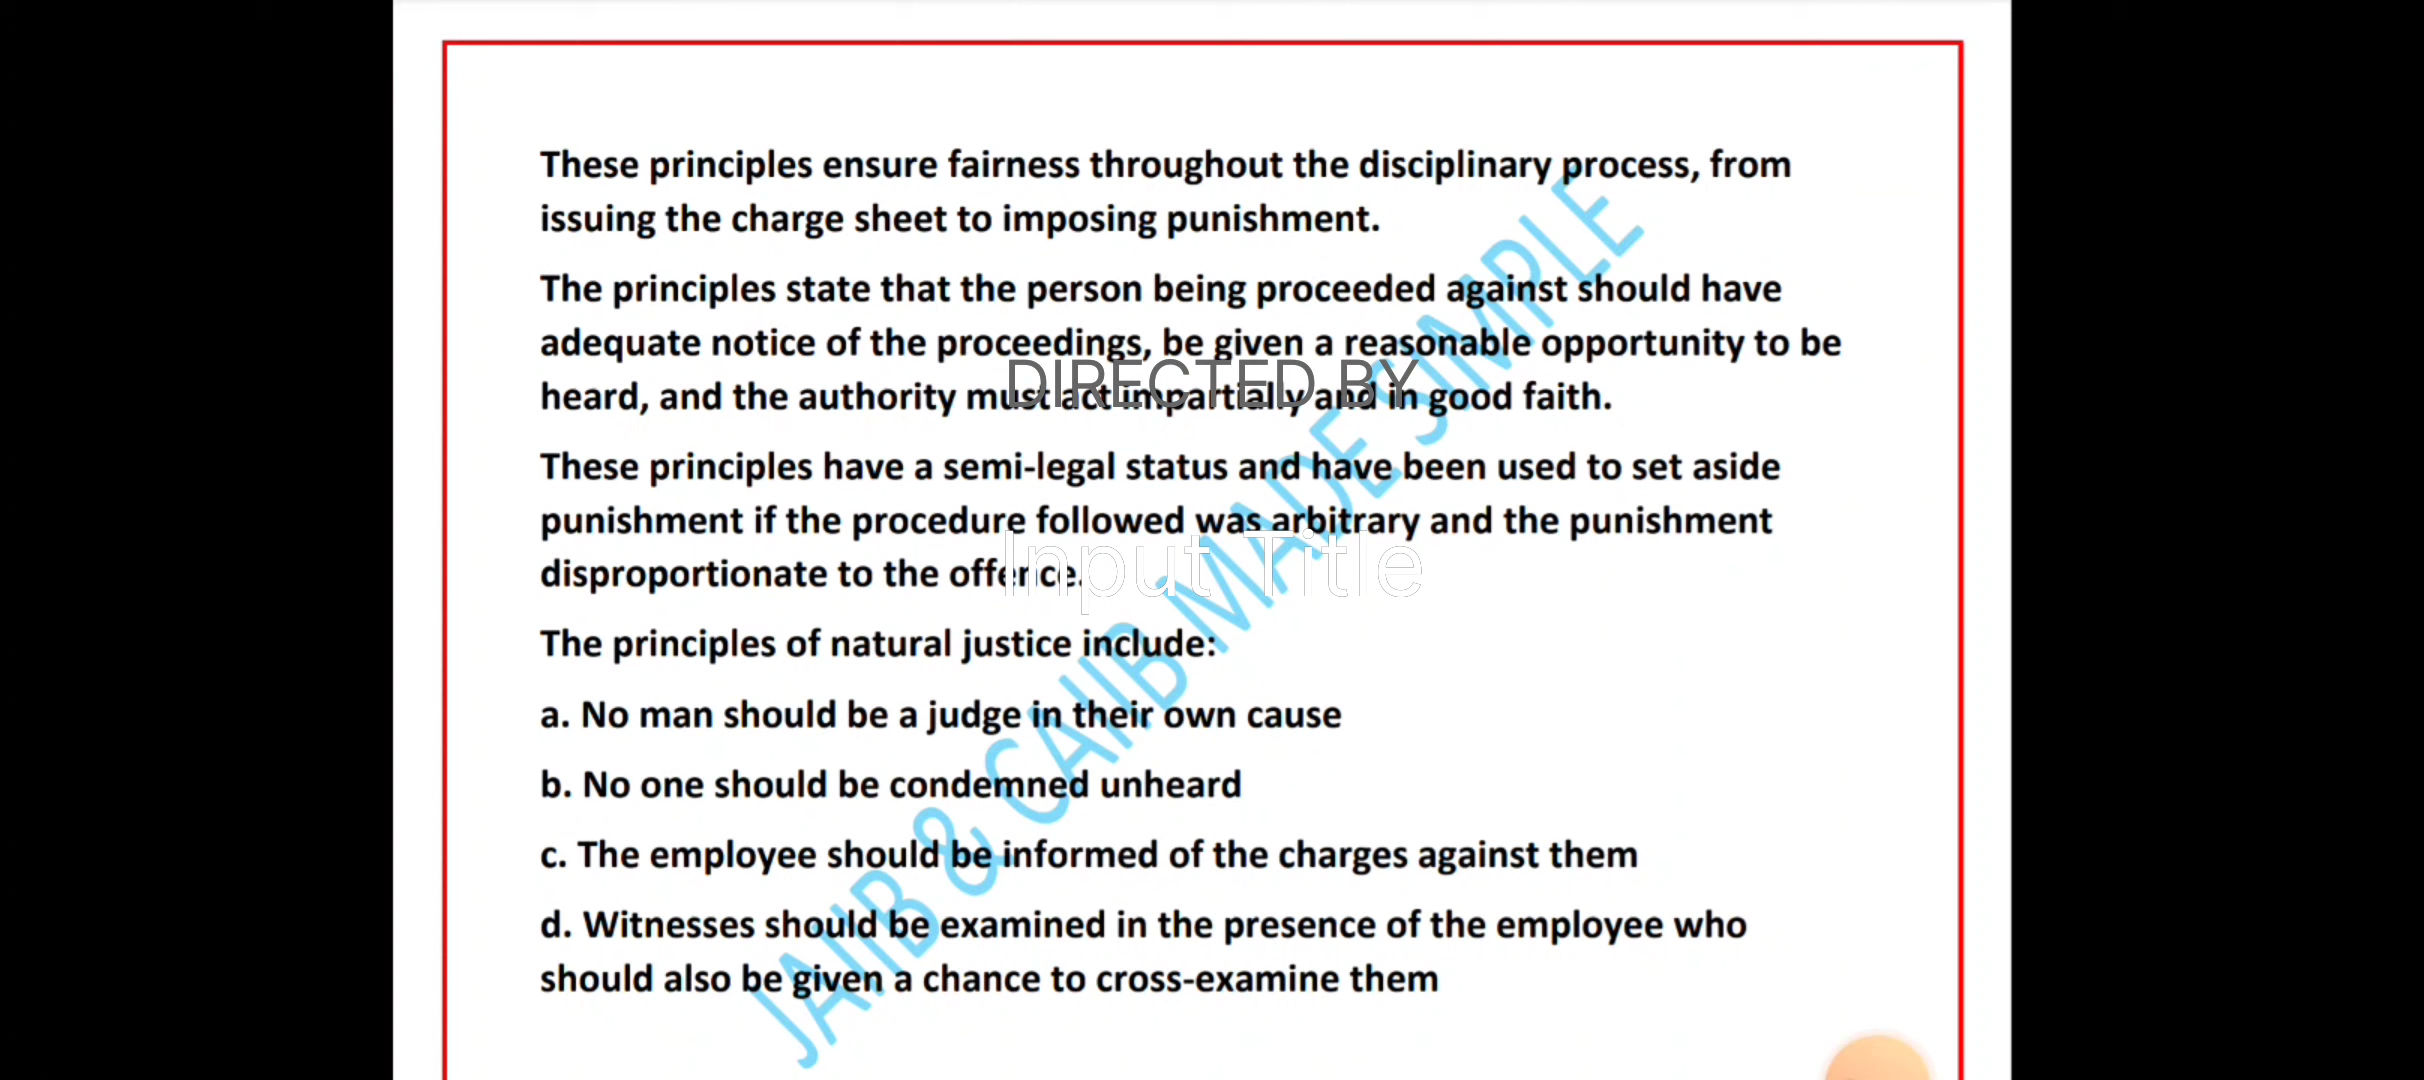 These principles ensure fairness throughout the disciplinary process, from
issuing the charge sheet to imposing punishment.
The principles state that the person being proceeded against should have
adequate notice of the proceedings, be given a reasonable opportunity to be
heard, and the authority must act impartially and in good faith.
DIRECTED BY
These principles have a semi-legal status and have been used to set aside
punishment if the procedure followed was arbitrary and the punishment
disproportionate to the offence.
Input Title
The principles of natural justice include:
a. No man should be a judge in their own cause
b. No one should be condemned unheard
c. The employee should be informed of the charges against them
d. Witnesses should be examined in the presence of the employee who
should also be given a chance to cross-examine them
JAIIB & CAIIB MADE SIMPLE